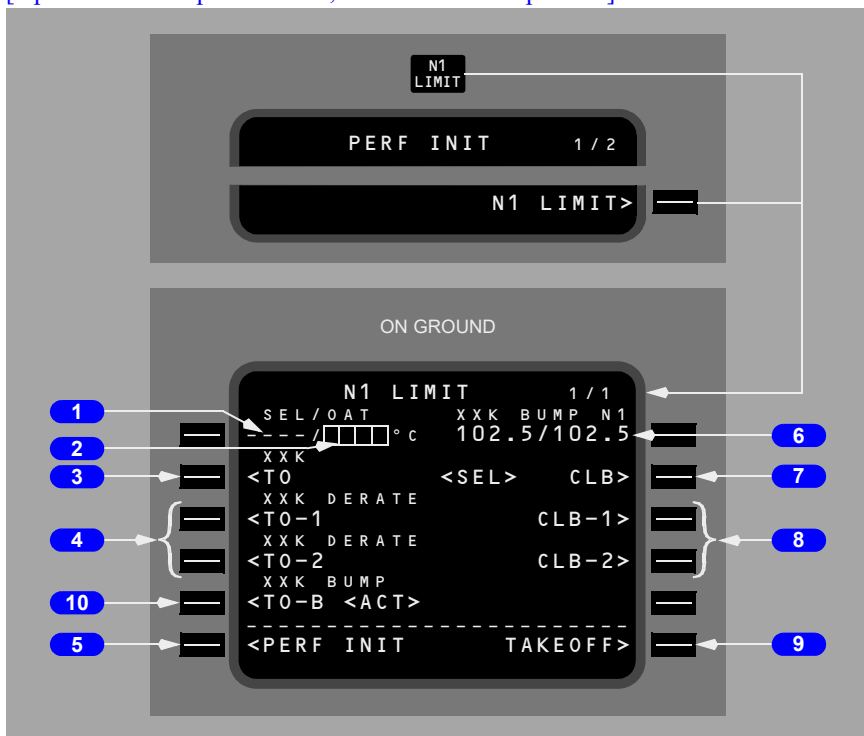 N1
LIMIT
PERF INIT 1/2
N1 LIMIT>
ON GROUND
N1 LIMIT 1/1
SEL/OAT XXK BUMP N1
----/□□□□°C 102.5/102.5
XXK
<TO <SEL> CLB>
XXK DERATE
<TO-1 CLB-1>
XXK DERATE
<TO-2 CLB-2>
XXK BUMP
<TO-B <ACT>
------------------------
<PERF INIT TAKEOFF>
1
2
3
4
10
5
6
7
8
9